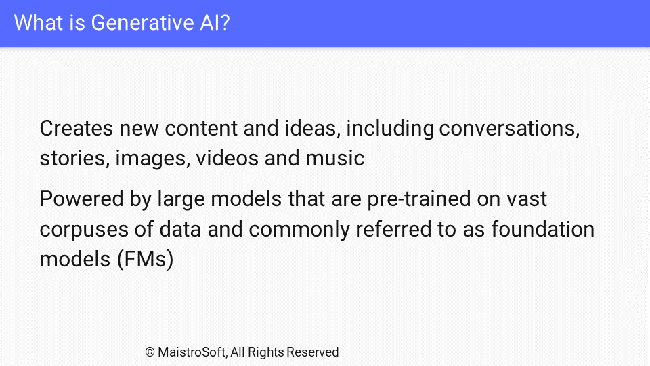 What is Generative AI?
Creates new content and ideas, including conversations,
stories, images, videos and music
Powered by large models that are pre-trained on vast
corpuses of data and commonly referred to as foundation
models (FMs)
© MaistroSoft, All Rights Reserved